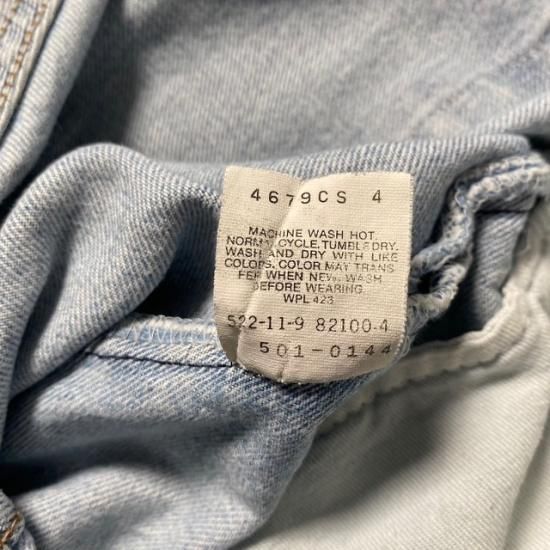 4679CS 4
MACHINE WASH HOT.
NORMAL CYCLE. TUMBLE DRY.
WASH AND DRY WITH LIKE
COLORS. COLOR MAY TRANS
FER WHEN NEW. WASH
BEFORE WEARING.
WPL 423
522-11-9 82100-4
501-0144